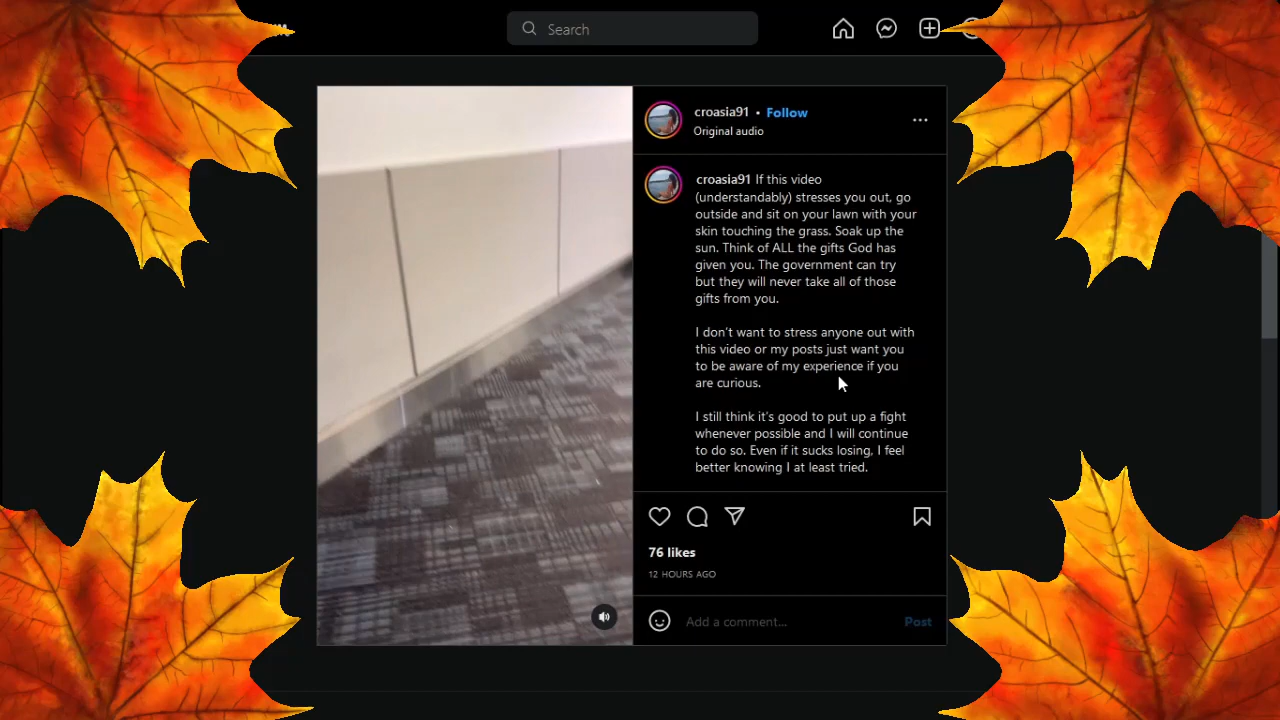 Search
croasia91 • Follow
Original audio
croasia91 If this video
(understandably) stresses you out, go
outside and sit on your lawn with your
skin touching the grass. Soak up the
sun. Think of ALL the gifts God has
given you. The government can try
but they will never take all of those
gifts from you.
I don't want to stress anyone out with
this video or my posts just want you
to be aware of my experience if you
are curious.
I still think it's good to put up a fight
whenever possible and I will continue
to do so. Even if it sucks losing, I feel
better knowing I at least tried.
76 likes
12 HOURS AGO
Add a comment... Post